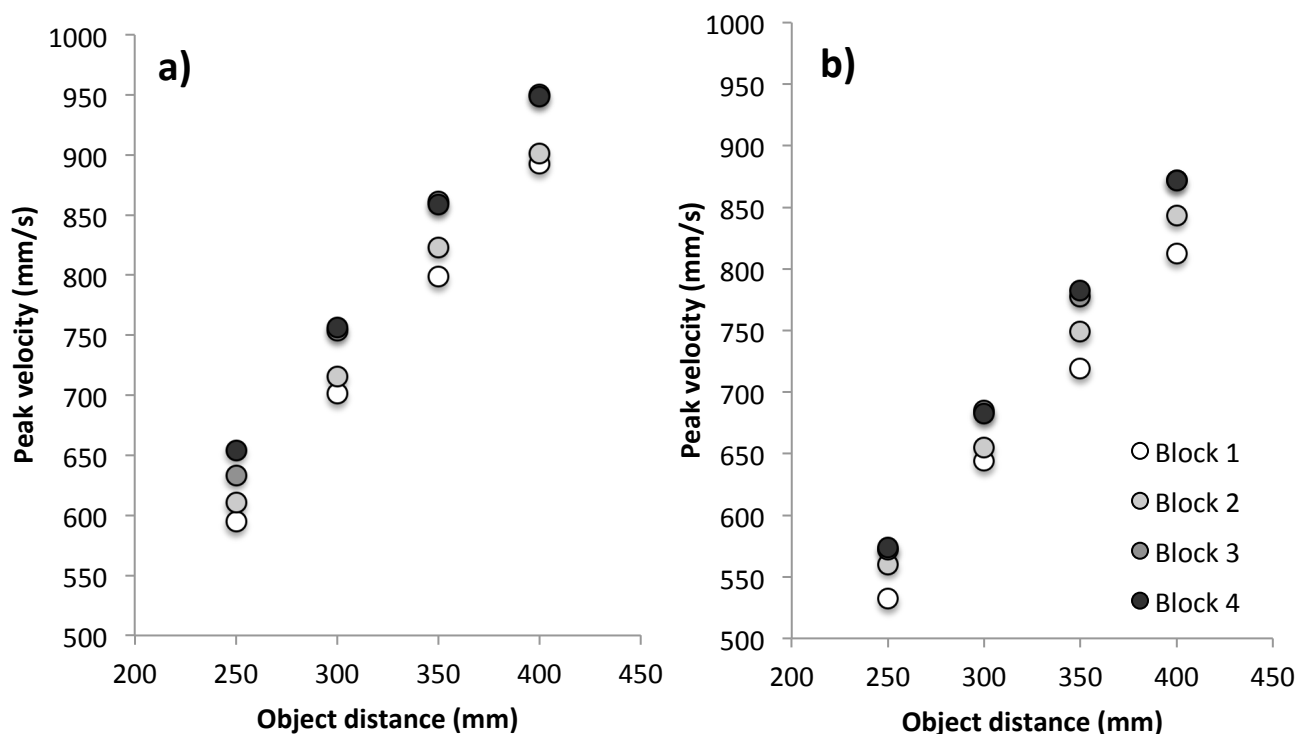 a)
1000
950
900
850
800
750
700
650
600
550
500
Peak velocity (mm/s)
200 250 300 350 400 450
Object distance (mm)
b)
1000
950
900
850
800
750
700
650
600
550
500
Peak velocity (mm/s)
Block 1
Block 2
Block 3
Block 4
200 250 300 350 400 450
Object distance (mm)